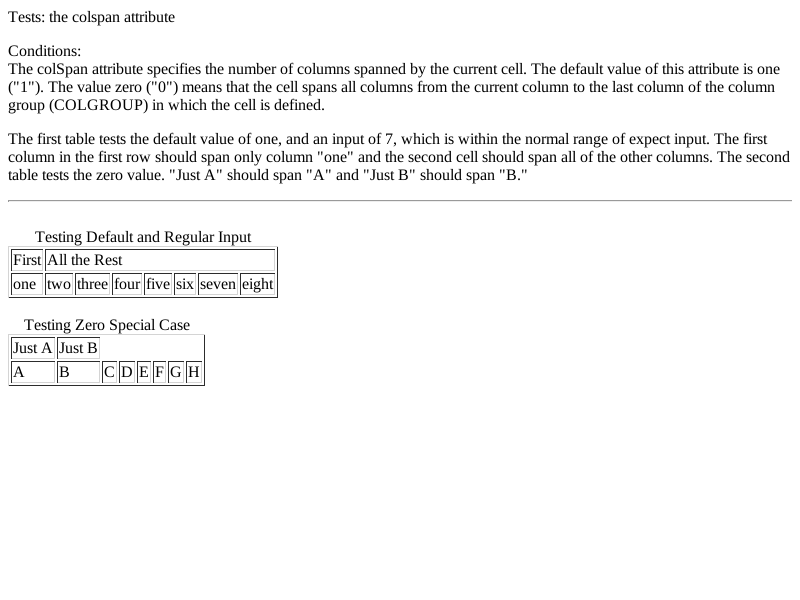 Tests: the colspan attribute
Conditions:
The colSpan attribute specifies the number of columns spanned by the current cell. The default value of this attribute is one
("1"). The value zero ("0") means that the cell spans all columns from the current column to the last column of the column
group (COLGROUP) in which the cell is defined.
The first table tests the default value of one, and an input of 7, which is within the normal range of expect input. The first
column in the first row should span only column "one" and the second cell should span all of the other columns. The second
table tests the zero value. "Just A" should span "A" and "Just B" should span "B."
Testing Default and Regular Input
First All the Rest
one two three four five six seven eight
Testing Zero Special Case
Just A Just B
A B C D E F G H